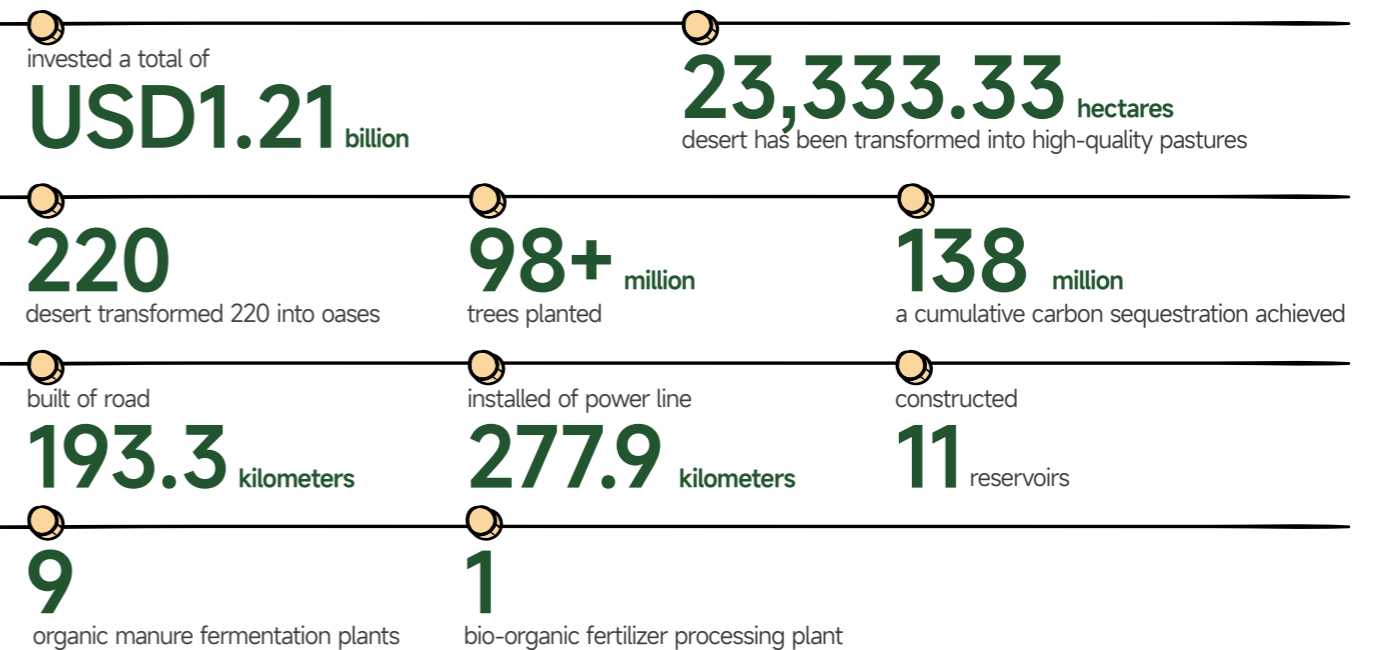 invested a total of
USD1.21 billion
23,333.33 hectares
desert has been transformed into high-quality pastures
220
desert transformed 220 into oases
98+ million
trees planted
138 million
a cumulative carbon sequestration achieved
built of road
193.3 kilometers
installed of power line
277.9 kilometers
constructed
11 reservoirs
9
organic manure fermentation plants
1
bio-organic fertilizer processing plant